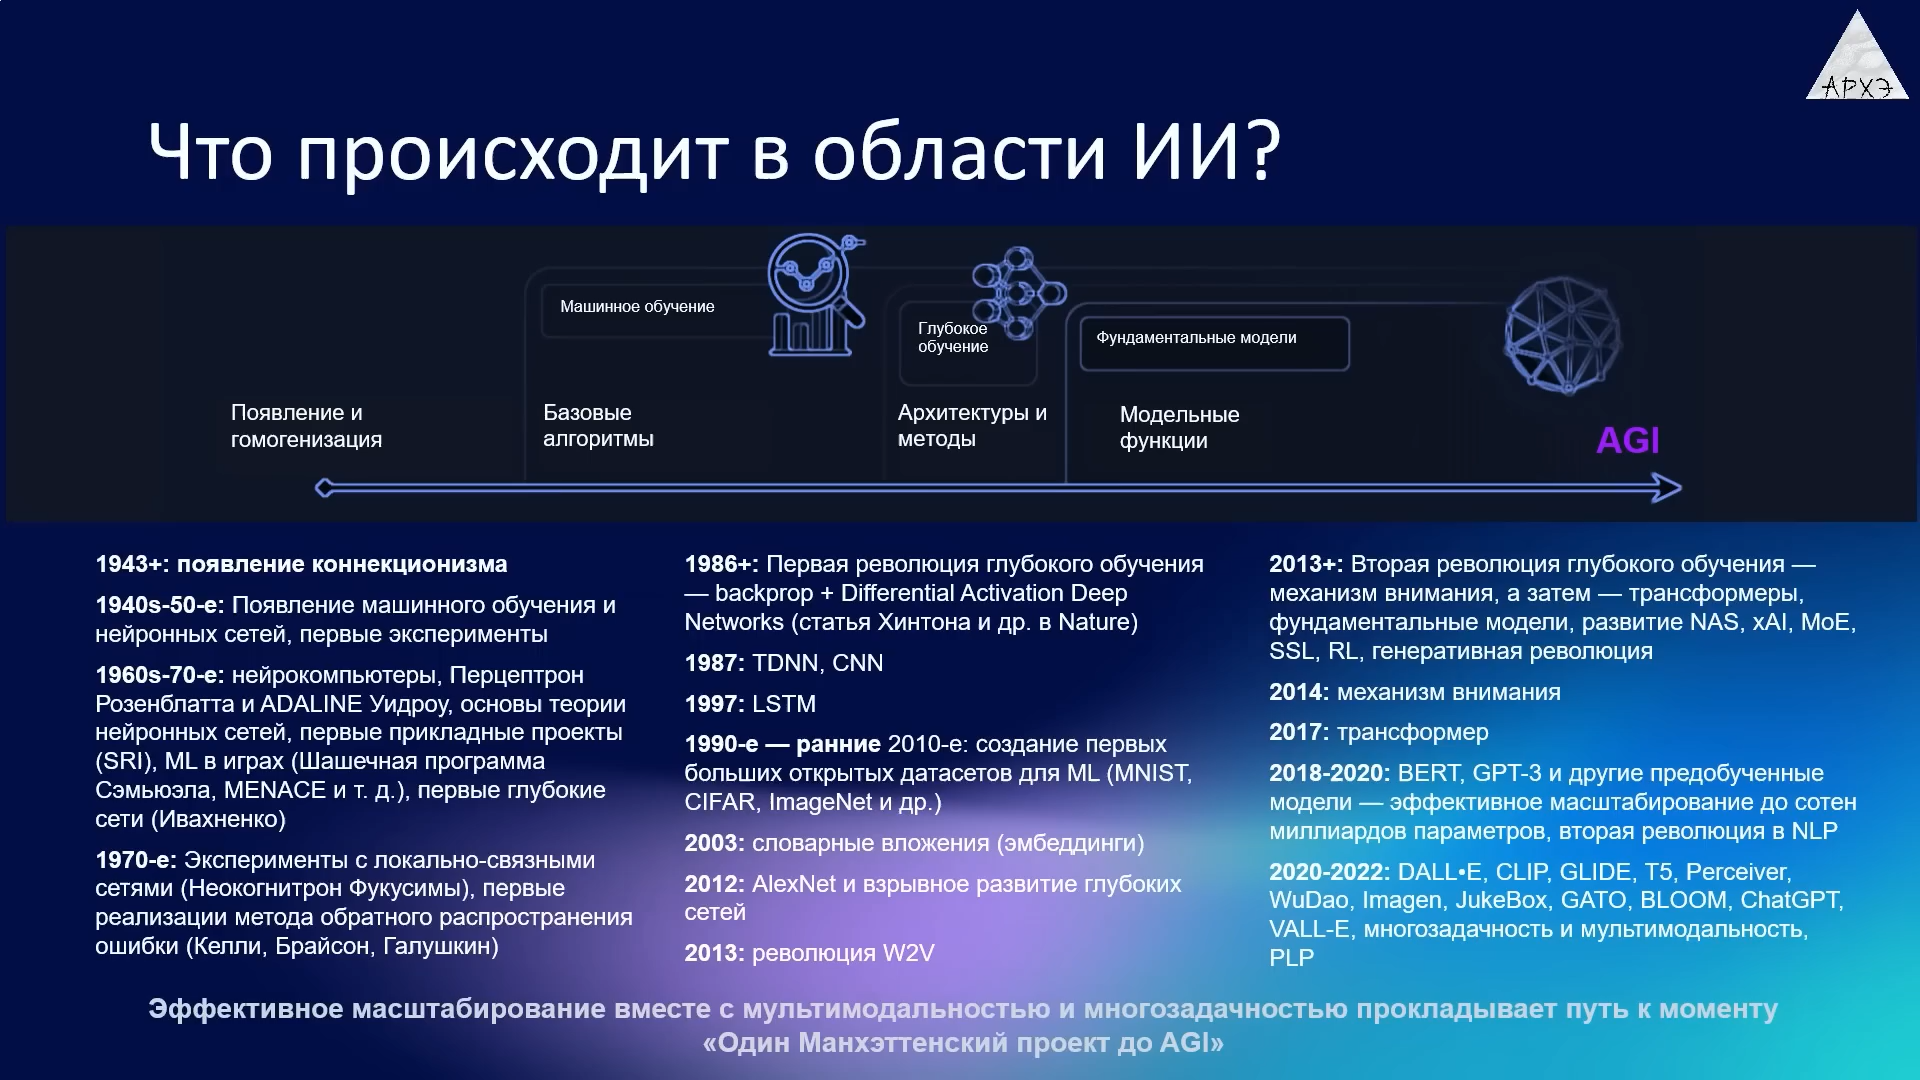 АРХЭ
Что происходит в области ИИ?
Машинное обучение
Глубокое
обучение
Фундаментальные модели
Появление и
гомогенизация
Базовые
алгоритмы
Архитектуры и
методы
Модельные
функции
AGI
1943+: появление коннекционизма
1940s-50-е: Появление машинного обучения и
нейронных сетей, первые эксперименты
1960s-70-е: нейрокомпьютеры, Перцептрон
Розенблатта и ADALINE Уидроу, основы теории
нейронных сетей, первые прикладные проекты
(SRI), ML в играх (Шашечная программа
Сэмьюэла, MENACE и т. д.), первые глубокие
сети (Ивахненко)
1970-е: Эксперименты с локально-связными
сетями (Неокогнитрон Фукусимы), первые
реализации метода обратного распространения
ошибки (Келли, Брайсон, Галушкин)
1986+: Первая революция глубокого обучения
— backprop + Differential Activation Deep
Networks (статья Хинтона и др. в Nature)
1987: TDNN, CNN
1997: LSTM
1990-е — ранние 2010-е: создание первых
больших открытых датасетов для ML (MNIST,
CIFAR, ImageNet и др.)
2003: словарные вложения (эмбеддинги)
2012: AlexNet и взрывное развитие глубоких
сетей
2013: революция W2V
2013+: Вторая революция глубокого обучения —
механизм внимания, а затем — трансформеры,
фундаментальные модели, развитие NAS, xAI, MoE,
SSL, RL, генеративная революция
2014: механизм внимания
2017: трансформер
2018-2020: BERT, GPT-3 и другие предобученные
модели — эффективное масштабирование до сотен
миллиардов параметров, вторая революция в NLP
2020-2022: DALL•E, CLIP, GLIDE, T5, Perceiver,
WuDao, Imagen, JukeBox, GATO, BLOOM, ChatGPT,
VALL-E, многозадачность и мультимодальность,
PLP
Эффективное масштабирование вместе с мультимодальностью и многозадачностью прокладывает путь к моменту
«Один Манхэттенский проект до AGI»